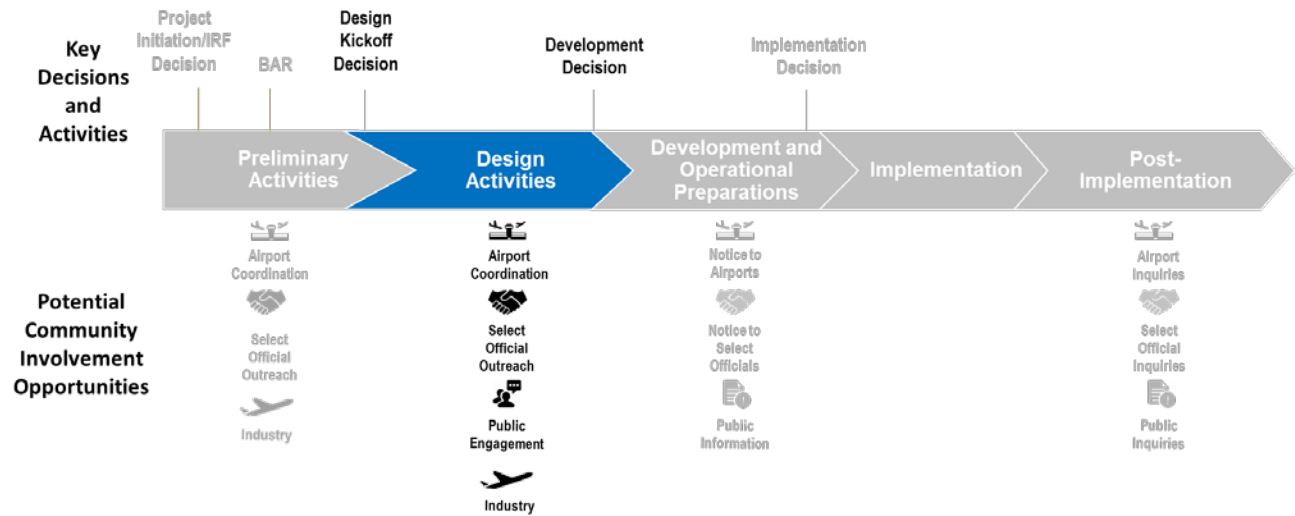 Key
Decisions
and
Activities
Project
Initiation/IRF
Decision
BAR
Design
Kickoff
Decision
Development
Decision
Implementation
Decision
Preliminary
Activities
Design
Activities
Development and
Operational
Preparations
Implementation
Post-
Implementation
Potential
Community
Involvement
Opportunities
Airport
Coordination
Select
Official
Outreach
Industry
Airport
Coordination
Select
Official
Outreach
Public
Engagement
Industry
Notice to
Airports
Notice to
Select
Officials
Public
Information
Airport
Inquiries
Select
Official
Inquiries
Public
Inquiries